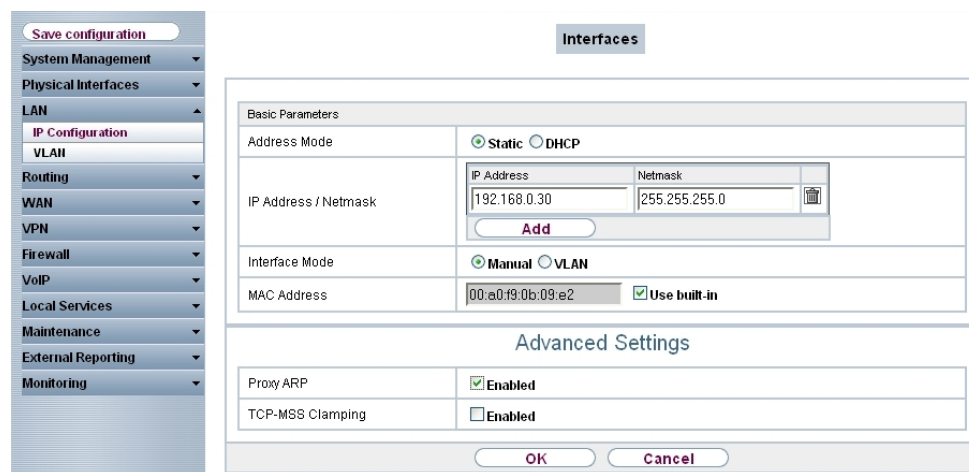 Save configuration
System Management
Physical Interfaces
LAN
IP Configuration
VLAN
Routing
WAN
VPN
Firewall
VoIP
Local Services
Maintenance
External Reporting
Monitoring
Interfaces
Basic Parameters
Address Mode
Static DHCP
IP Address / Netmask
IP Address Netmask
192.168.0.30 255.255.255.0
Add
Interface Mode
Manual VLAN
MAC Address
00:a0:f9:0b:09:e2 Use built-in
Advanced Settings
Proxy ARP
Enabled
TCP-MSS Clamping
Enabled
OK Cancel